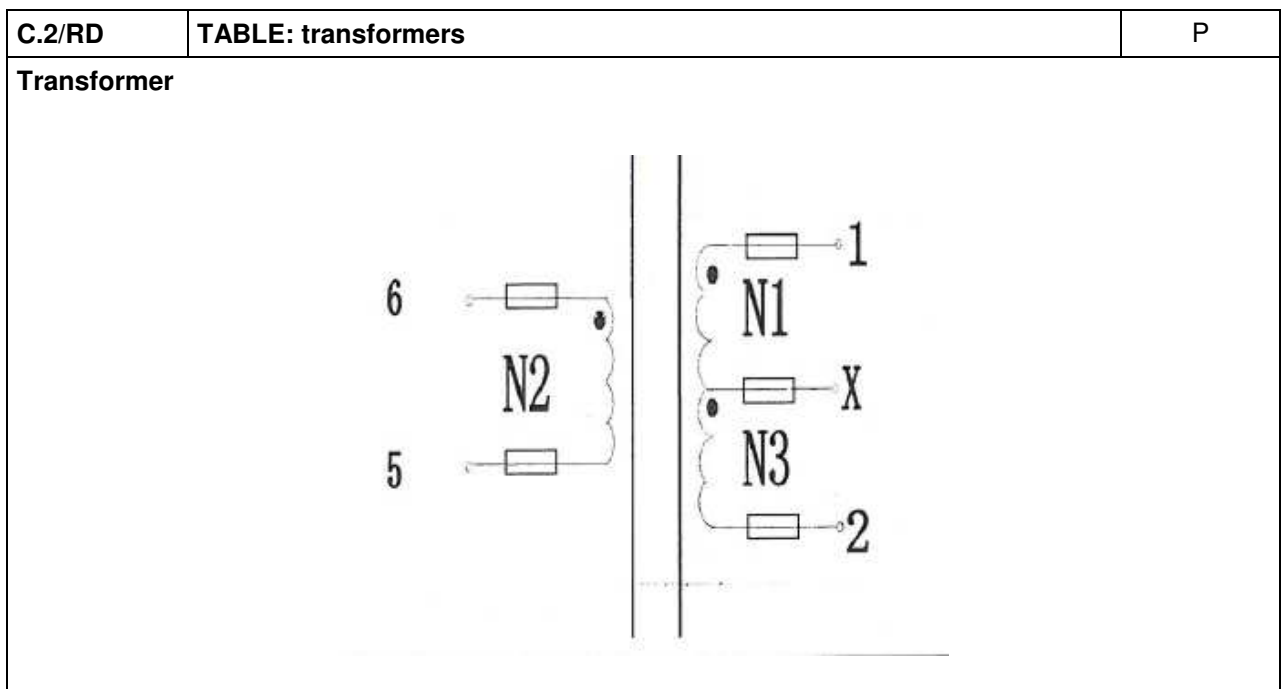 C.2/RD TABLE: transformers P
Transformer
1
6
N1
N2
X
5
N3
2